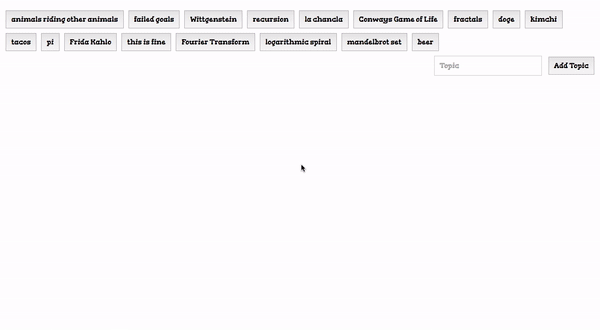 animals riding other animals failed goals Wittgenstein recursion la chancla Conways Game of Life fractals doge kimchi
tacos pi Frida Kahlo this is fine Fourier Transform logarithmic spiral mandelbrot set beer
Topic Add Topic